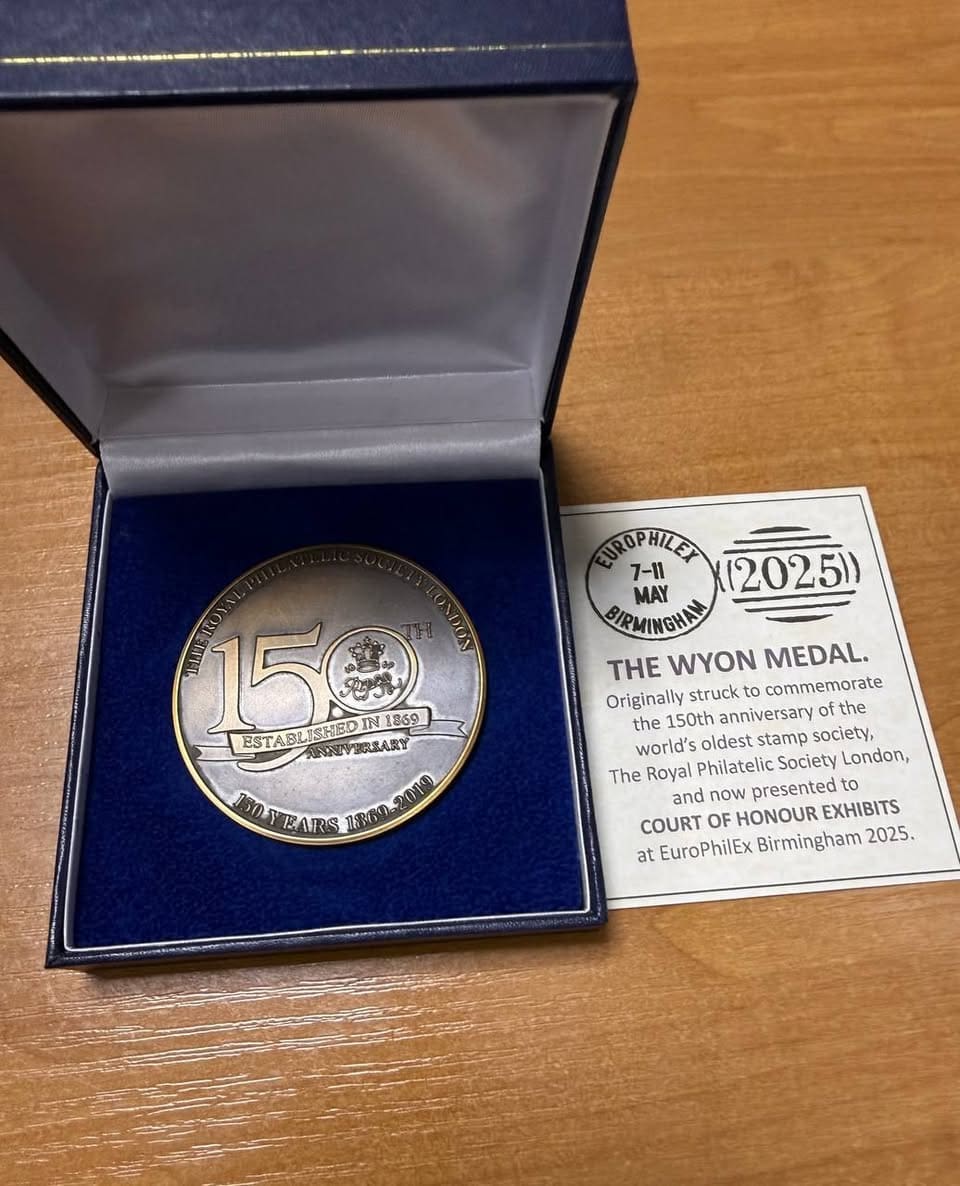 THE ROYAL PHILATELIC SOCIETY LONDON
150TH
ESTABLISHED IN 1869
ANNIVERSARY
150 YEARS 1869-2019
EUROPHILEX
7-11
MAY
BIRMINGHAM
2025
THE WYON MEDAL.
Originally struck to commemorate
the 150th anniversary of the
world's oldest stamp society,
The Royal Philatelic Society London,
and now presented to
COURT OF HONOUR EXHIBITS
at EuroPhilEx Birmingham 2025.